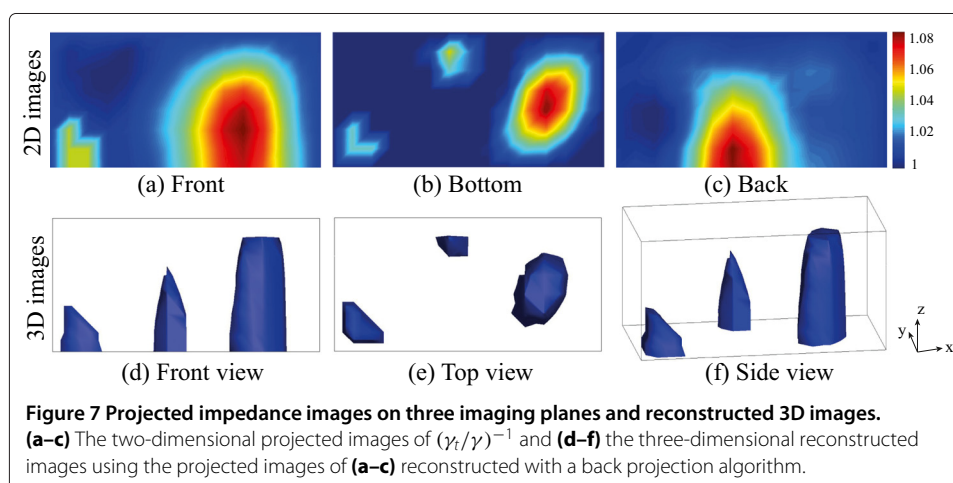 2D images
1.08
1.06
1.04
1.02
1
(a) Front
(b) Bottom
(c) Back
3D images
z
y
x
(d) Front view
(e) Top view
(f) Side view
Figure 7 Projected impedance images on three imaging planes and reconstructed 3D images.
(a–c) The two-dimensional projected images of (γₜ/γ)⁻¹ and (d–f) the three-dimensional reconstructed
images using the projected images of (a–c) reconstructed with a back projection algorithm.